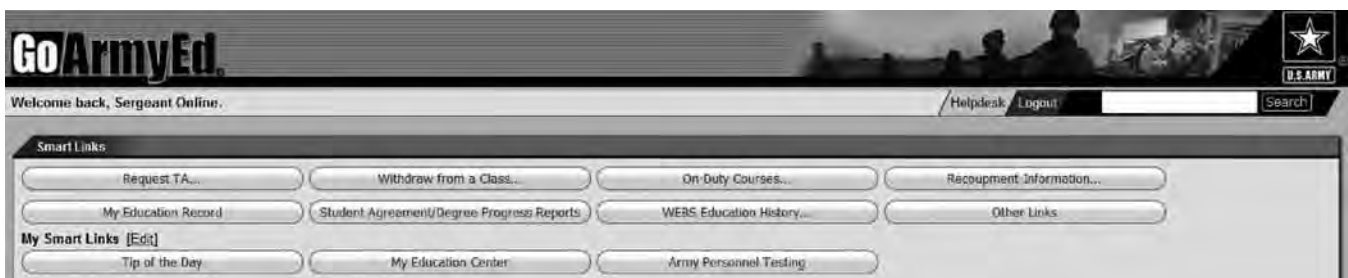 GoArmyEd®
U.S.ARMY®
Welcome back, Sergeant Online.
Helpdesk Logout Search
Smart Links
Request TA... Withdraw from a Class... On-Duty Courses... Recoupment Information...
My Education Record Student Agreement/Degree Progress Reports WEBS Education History... Other Links
My Smart Links [Edit]
Tip of the Day My Education Center Army Personnel Testing